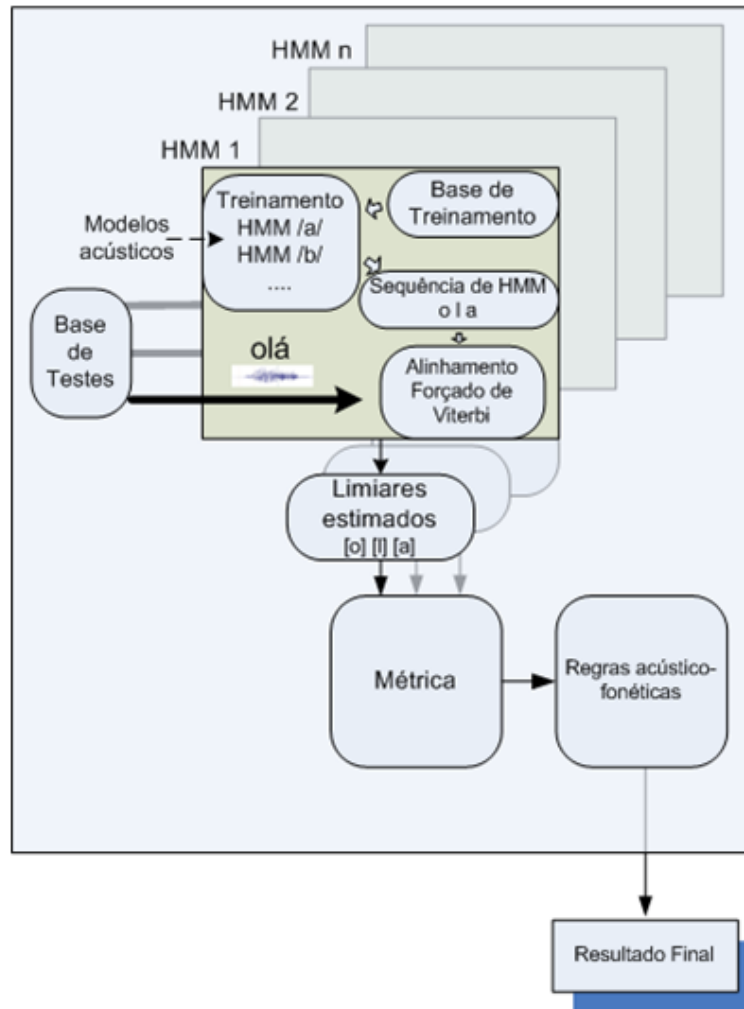 HMM n
HMM 2
HMM 1
Treinamento
HMM /a/
HMM /b/
....
Base de
Treinamento
Modelos
acústicos
Sequência de HMM
o l a
Base
de
Testes
olá
Alinhamento
Forçado de
Viterbi
Limiares
estimados
[o] [l] [a]
Métrica
Regras acústico-
fonéticas
Resultado Final